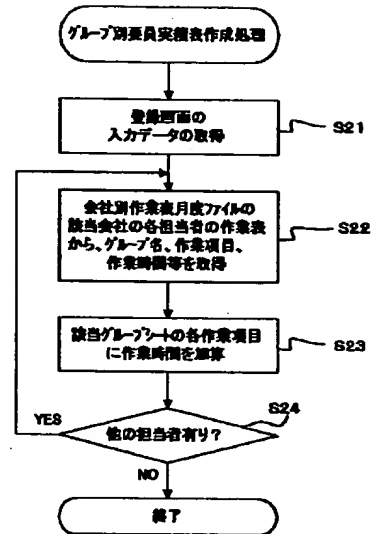 グループ別要員実績表作成処理
登録画面の
入力データの取得
S21
会社別作業表月度ファイルの
該当会社の各担当者の作業表
から、グループ名、作業項目、
作業時間等を取得
S22
該当グループシートの各作業項目
に作業時間を加算
S23
S24
YES
他の担当者有り？
NO
終了